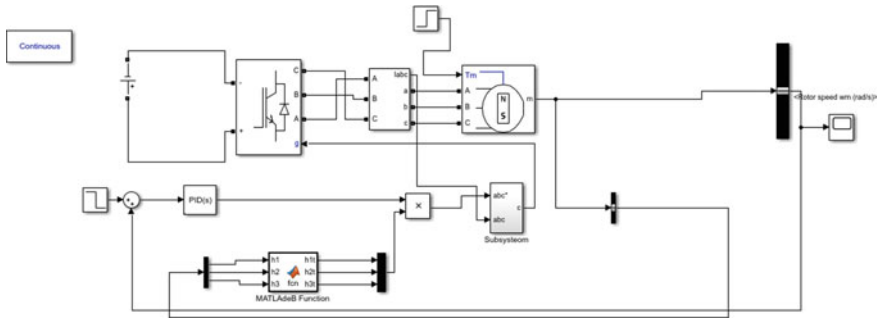 Continuous
-
+
C
B
A
g
A
B
C
Iabc
a
b
c
Tm
A
B
C
N
S
m
<Rotor speed wm (rad/s)>
PID(s)
×
abc*
abc
c
Subsysteom
h1
h2
h3
fcn
h1t
h2t
h3t
MATLAdeB Function